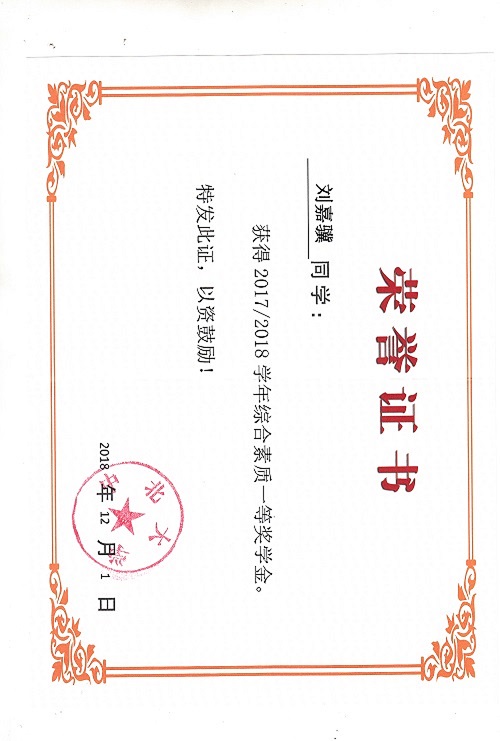 荣誉证书
刘嘉骥 同学：
获得 2017/2018 学年综合素质一等奖学金。
特发此证，以资鼓励！
中北大学
2018 年 12 月 1 日